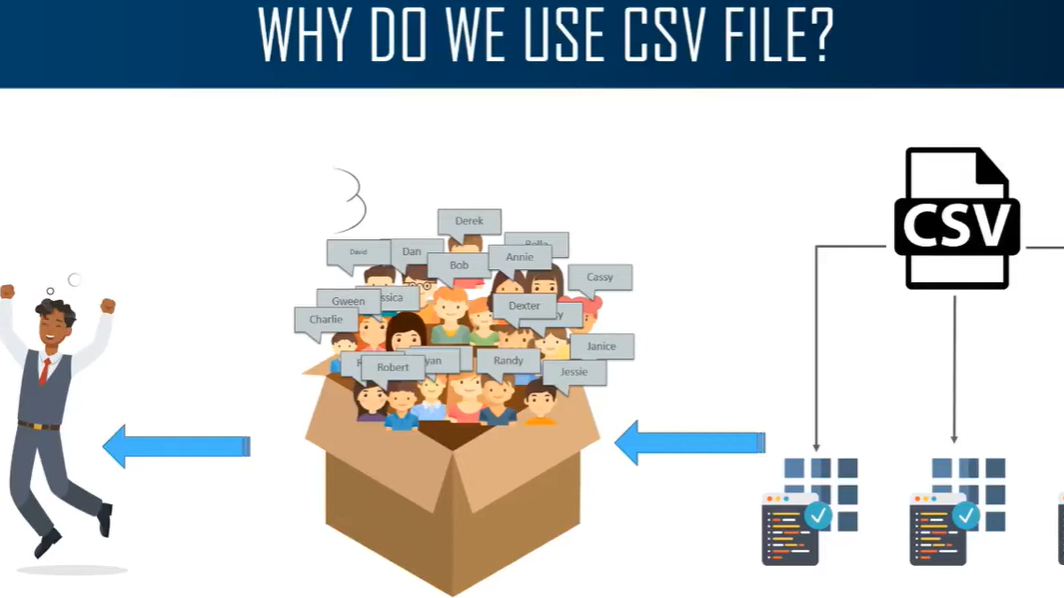 WHY DO WE USE CSV FILE?
CSV
Derek
David
Dan
Bella
Annie
Bob
Cassy
Gween
Dexter
Charlie
Janice
Robert
Randy
Jessie